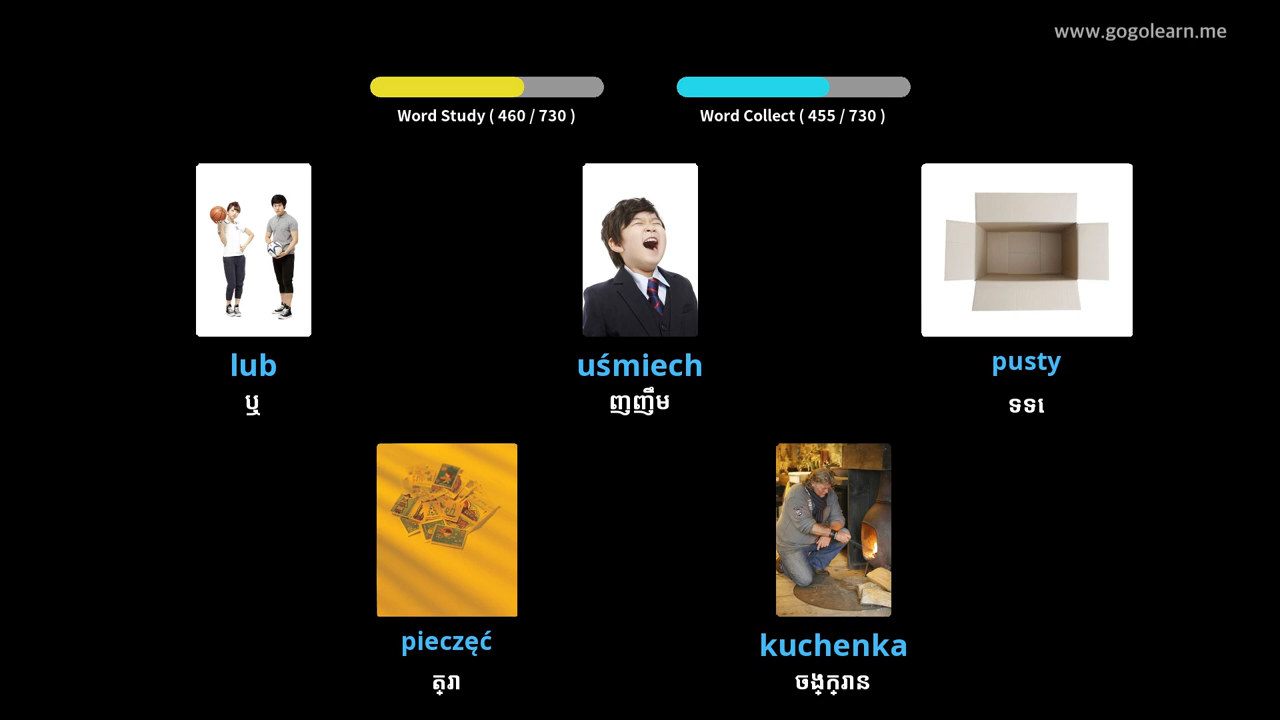 www.gogolearn.me
Word Study ( 460 / 730 )
Word Collect ( 455 / 730 )
lub
ឬ
uśmiech
ញញឹម
pusty
ទទេ
pieczęć
ត្រា
kuchenka
ចង្ក្រាន